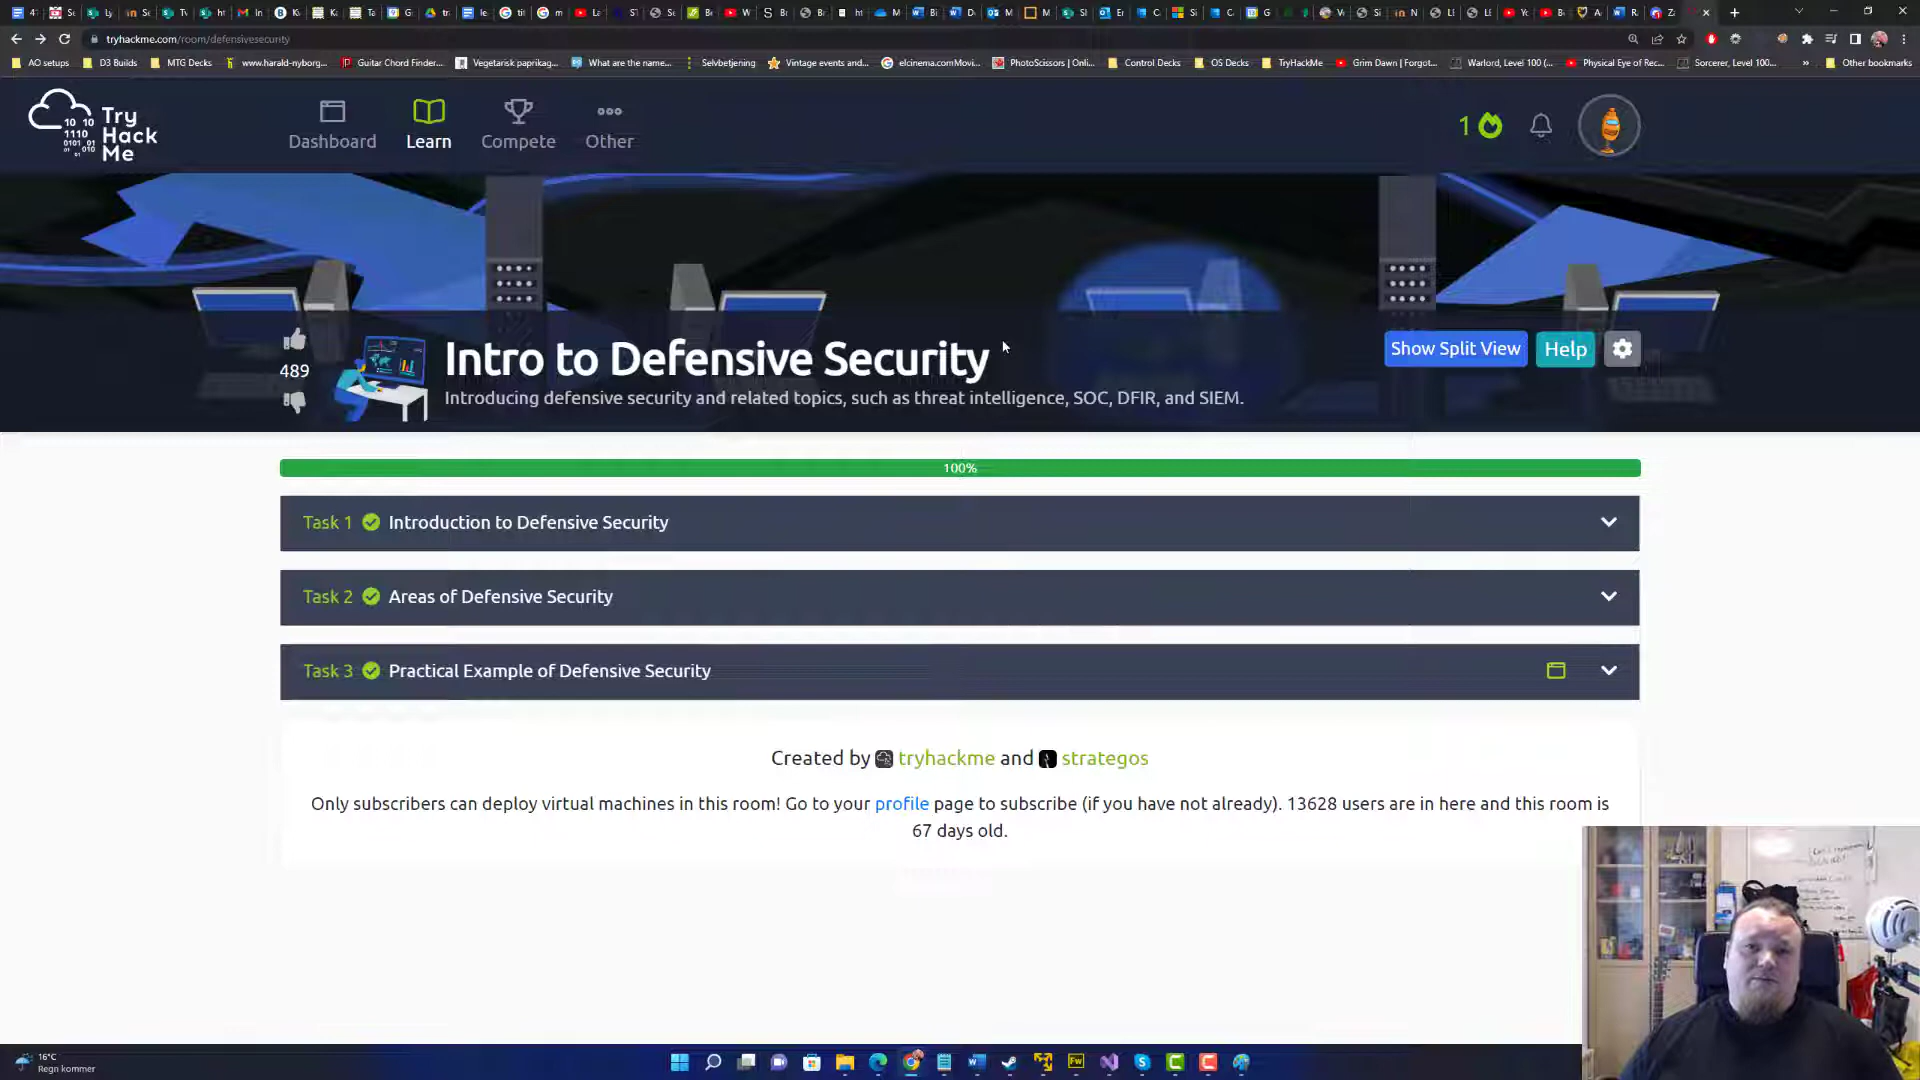 tryhackme.com/room/defensivesecurity
AO setups
D3 Builds
MTG Decks
www.harald-nyborg...
Guitar Chord Finder...
Vegetarisk paprikag...
What are the name...
Selvbetjening
Vintage events and...
elcinema.comMovi...
PhotoScissors | Onli...
Control Decks
OS Decks
TryHackMe
Grim Dawn | Forgot...
Warlord, Level 100 (...
Physical Eye of Rec...
Sorcerer, Level 100...
»
Other bookmarks
10 10
1110
0101 01
01 010
Try
Hack
Me
Dashboard
Learn
Compete
Other
1
489
Intro to Defensive Security
Introducing defensive security and related topics, such as threat intelligence, SOC, DFIR, and SIEM.
Show Split View
Help
100%
Task 1 Introduction to Defensive Security
Task 2 Areas of Defensive Security
Task 3 Practical Example of Defensive Security
Created by tryhackme and strategos
Only subscribers can deploy virtual machines in this room! Go to your profile page to subscribe (if you have not already). 13628 users are in here and this room is
67 days old.
16°C
Regn kommer